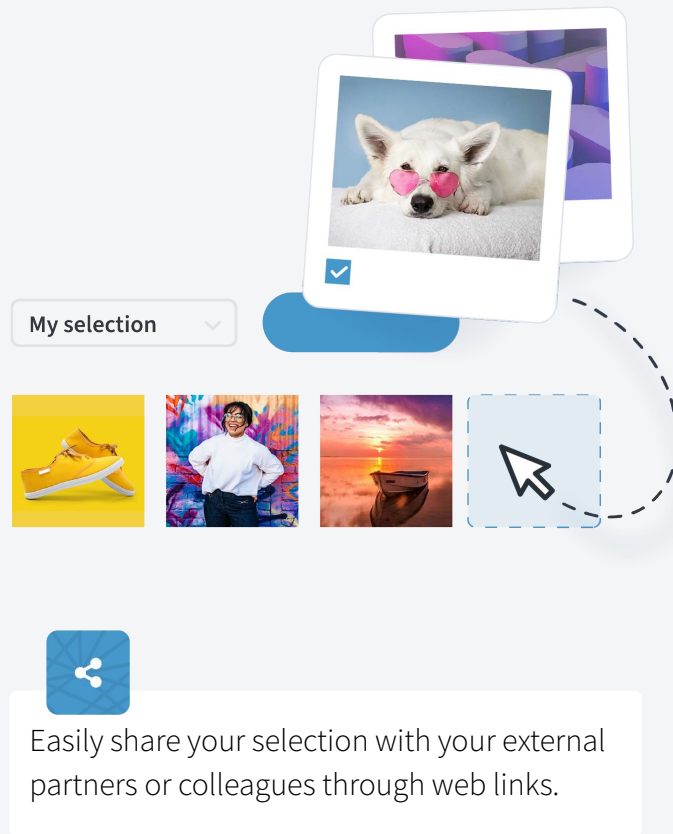 My selection
Easily share your selection with your external
partners or colleagues through web links.